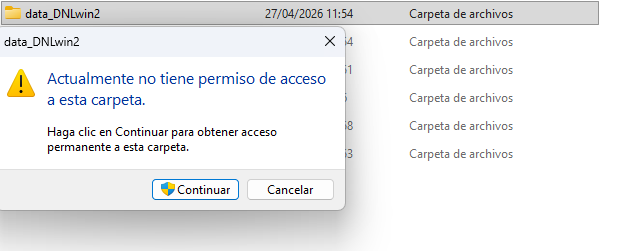 data_DNLwin2 27/04/2026 11:54 Carpeta de archivos
data_DNLwin2
Actualmente no tiene permiso de acceso
a esta carpeta.
Haga clic en Continuar para obtener acceso
permanente a esta carpeta.
Continuar Cancelar
54 Carpeta de archivos
51 Carpeta de archivos
Carpeta de archivos
58 Carpeta de archivos
53 Carpeta de archivos